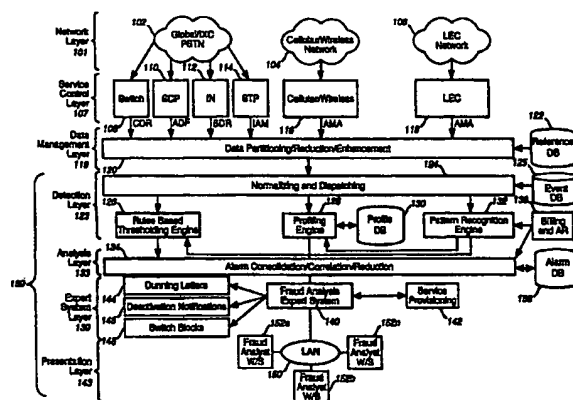 Network
Layer
101
102
Global/IXC
PSTN
104
Cellular/Wireless
Network
106
LEC
Network
Service
Control
Layer
107
110
112
114
Switch
SCP
IN
STP
Cellular/Wireless
LEC
108
116
118
CDR
ADF
SDR
IAM
AMA
AMA
Data
Management
Layer
119
120
Data Partitioning/Reduction/Enhancement
122
Reference
DB
124
Normalizing and Dispatching
125
Event
DB
Detection
Layer
123
126
Rules Based
Thresholding Engine
128
Profiling
Engine
130
Profile
DB
132
Pattern Recognition
Engine
136
Billing
and AR
Analysis
Layer
133
134
Alarm Consolidation/Correlation/Reduction
Alarm
DB
138
Expert
System
Layer
139
144
Dunning Letters
Deactivation Notifications
Switch Blocks
148
Fraud Analysis
Expert System
140
Service
Provisioning
142
Presentation
Layer
143
152a
Fraud
Analyst
W/S
LAN
150
152n
Fraud
Analyst
W/S
Fraud
Analyst
W/S
152b